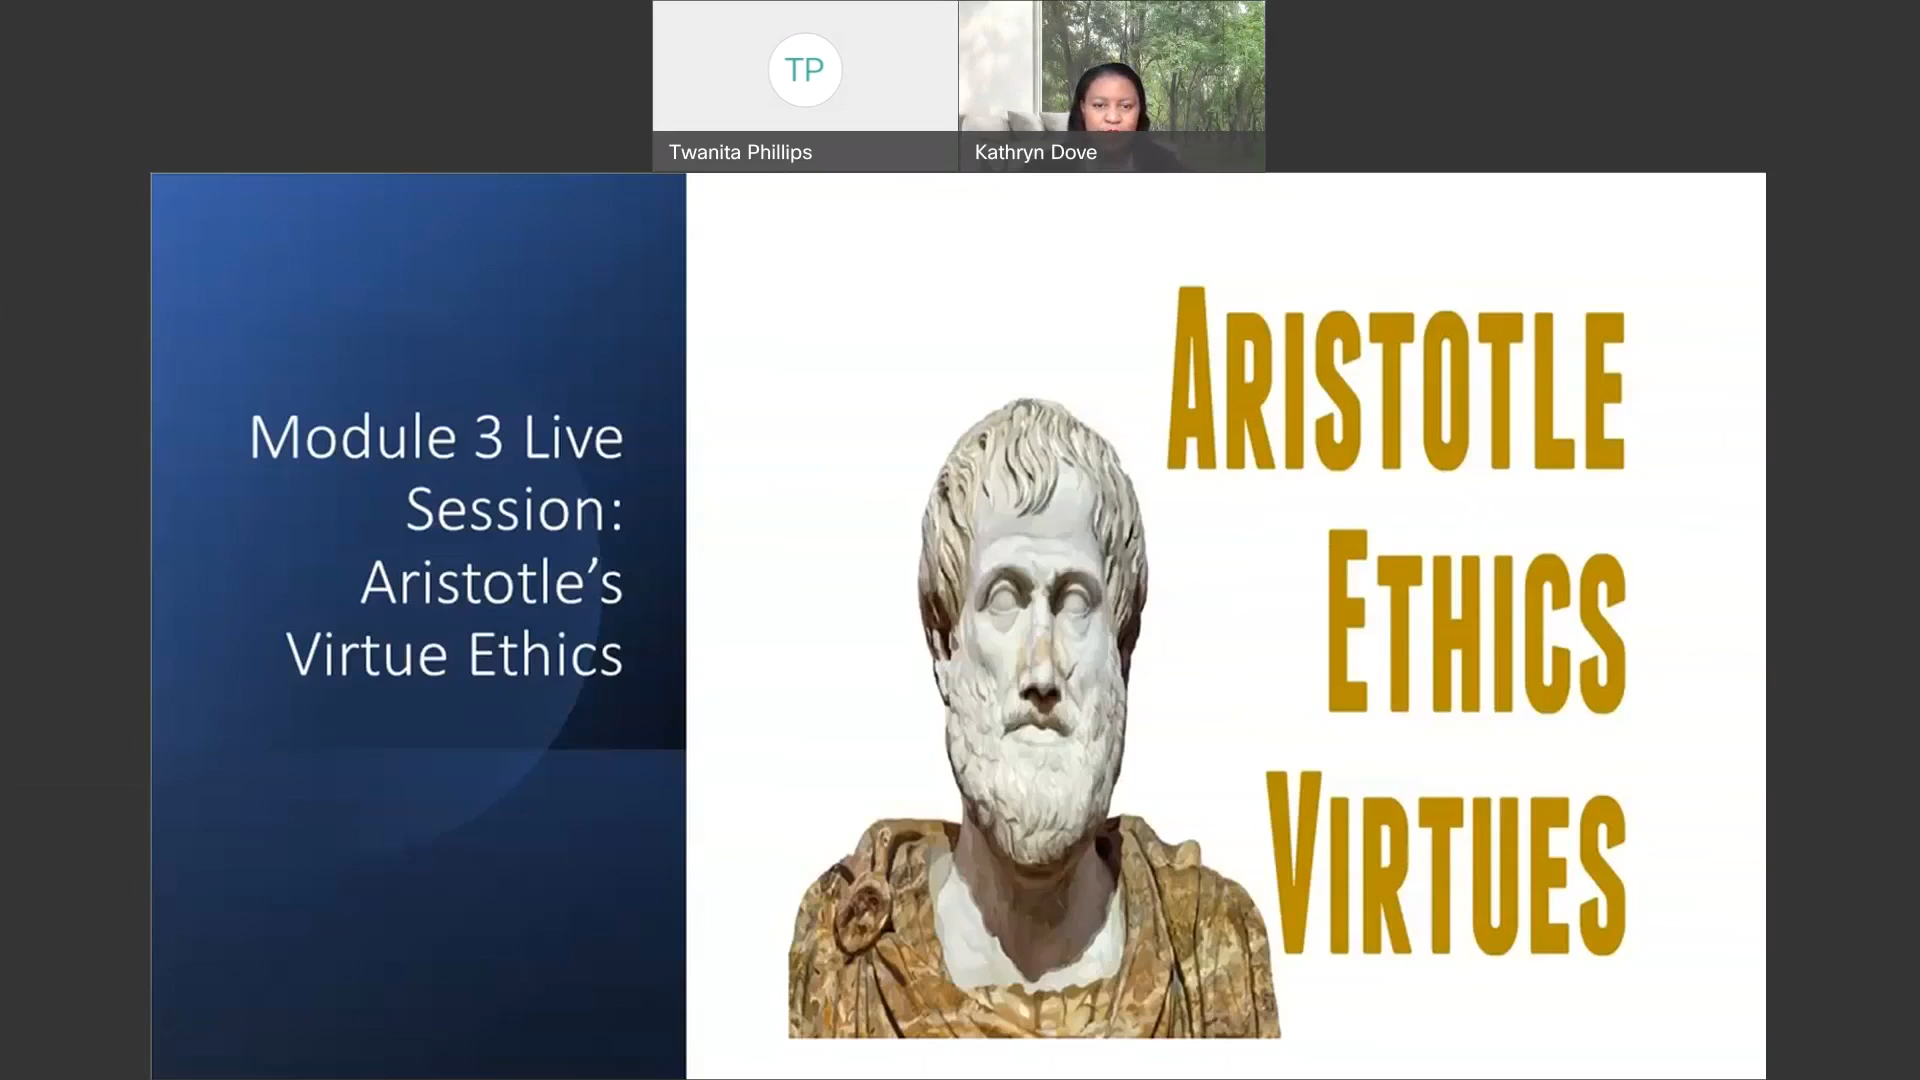 TP
Twanita Phillips
Kathryn Dove
Module 3 Live
Session:
Aristotle’s
Virtue Ethics
ARISTOTLE
ETHICS
VIRTUES